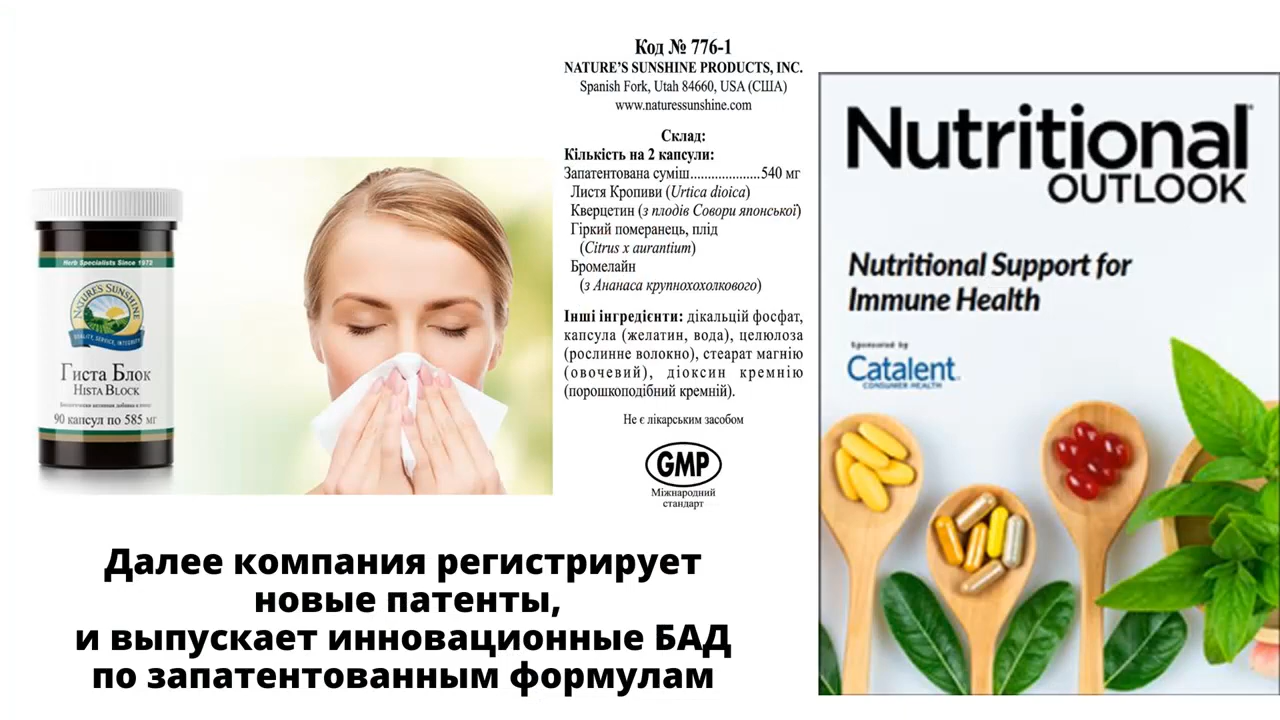 Herb Specialists Since 1972
NATURE'S SUNSHINE
QUALITY, SERVICE, INTEGRITY
Гиста Блок
HISTA BLOCK
90 капсул по 585 мг
Код № 776-1
NATURE'S SUNSHINE PRODUCTS, INC.
Spanish Fork, Utah 84660, USA (США)
www.naturessunshine.com
Склад:
Кількість на 2 капсули:
Запатентована суміш.....................540 мг
Листя Кропиви (Urtica dioica)
Кверцетин (з плодів Совори японської)
Гіркий померанець, плід
(Citrus x aurantium)
Бромелайн
(з Ананаса крупнохохолкового)
Інші інгредієнти: дікальцій фосфат,
капсула (желатин, вода), целюлоза
(рослинне волокно), стеарат магнію
(овочевий), діоксин кремнію
(порошкоподібний кремній).
Не є лікарським засобом
GMP
Міжнародний
стандарт
Nutritional
OUTLOOK
Nutritional Support for
Immune Health
Sponsored by
Catalent
CONSUMER HEALTH
Далее компания регистрирует
новые патенты,
и выпускает инновационные БАД
по запатентованным формулам